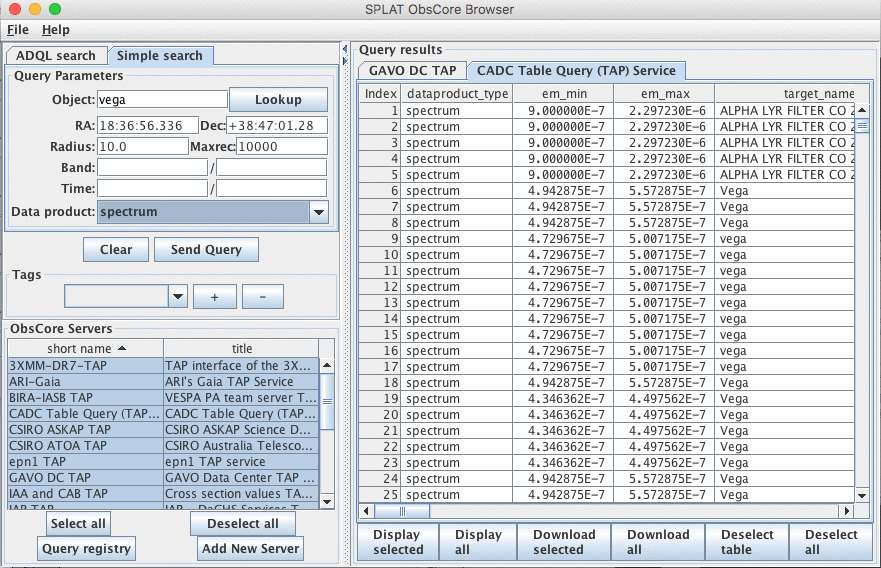 SPLAT ObsCore Browser
File Help
ADQL search Simple search
Query Parameters
Object: vega Lookup
RA: 18:36:56.336 Dec: +38:47:01.28
Radius: 10.0 Maxrec: 10000
Band: /
Time: /
Data product: spectrum
Clear Send Query
Tags
+ -
ObsCore Servers
short name title
3XMM-DR7-TAP TAP interface of the 3X...
ARI-Gaia ARI's Gaia TAP Service
BIRA-IASB TAP VESPA PA team server T...
CADC Table Query (TAP... CADC Table Query (TAP...
CSIRO ASKAP TAP CSIRO ASKAP Science D...
CSIRO ATOA TAP CSIRO Australia Telesco...
epn1 TAP epn1 TAP service
GAVO DC TAP GAVO Data Center TAP ...
IAA and CAB TAP Cross section values TA...
Select all Deselect all
Query registry Add New Server
Query results
GAVO DC TAP CADC Table Query (TAP) Service
Index dataproduct_type em_min em_max target_name
1 spectrum 9.000000E-7 2.297230E-6 ALPHA LYR FILTER CO 2
2 spectrum 9.000000E-7 2.297230E-6 ALPHA LYR FILTER CO 2
3 spectrum 9.000000E-7 2.297230E-6 ALPHA LYR FILTER CO 2
4 spectrum 9.000000E-7 2.297230E-6 ALPHA LYR FILTER CO 2
5 spectrum 9.000000E-7 2.297230E-6 ALPHA LYR FILTER CO 2
6 spectrum 4.942875E-7 5.572875E-7 Vega
7 spectrum 4.942875E-7 5.572875E-7 Vega
8 spectrum 4.942875E-7 5.572875E-7 Vega
9 spectrum 4.729675E-7 5.007175E-7 vega
10 spectrum 4.729675E-7 5.007175E-7 vega
11 spectrum 4.729675E-7 5.007175E-7 vega
12 spectrum 4.729675E-7 5.007175E-7 vega
13 spectrum 4.729675E-7 5.007175E-7 vega
14 spectrum 4.729675E-7 5.007175E-7 vega
15 spectrum 4.729675E-7 5.007175E-7 vega
16 spectrum 4.729675E-7 5.007175E-7 vega
17 spectrum 4.729675E-7 5.007175E-7 vega
18 spectrum 4.942875E-7 5.572875E-7 Vega
19 spectrum 4.346362E-7 4.497562E-7 Vega
20 spectrum 4.346362E-7 4.497562E-7 Vega
21 spectrum 4.346362E-7 4.497562E-7 Vega
22 spectrum 4.346362E-7 4.497562E-7 Vega
23 spectrum 4.346362E-7 4.497562E-7 Vega
24 spectrum 4.942875E-7 5.572875E-7 Vega
25 spectrum 4.942875E-7 5.572875E-7 Vega
Display selected Display all Download selected Download all Deselect table Deselect all